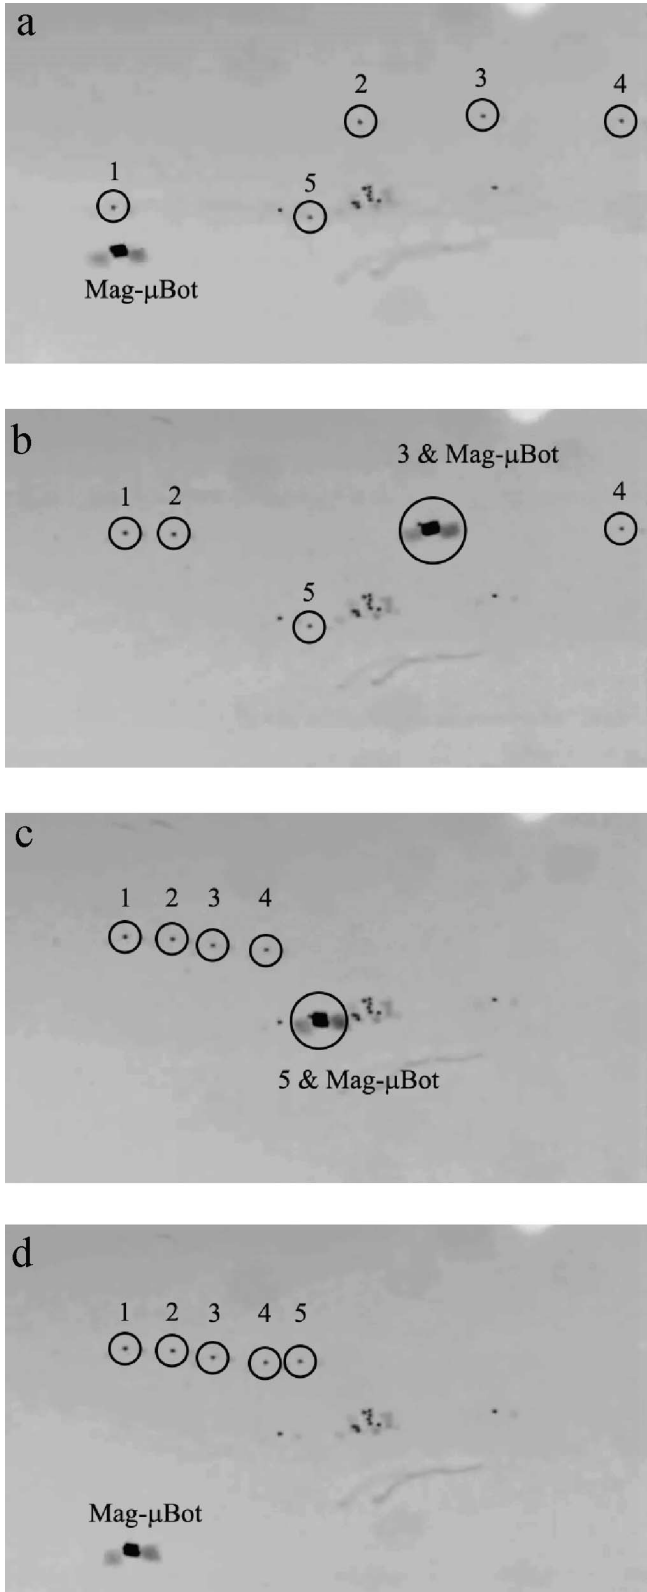 a
2 3 4
1 5
Mag-μBot
b
3 & Mag-μBot
1 2 4
5
c
1 2 3 4
5 & Mag-μBot
d
1 2 3 4 5
Mag-μBot